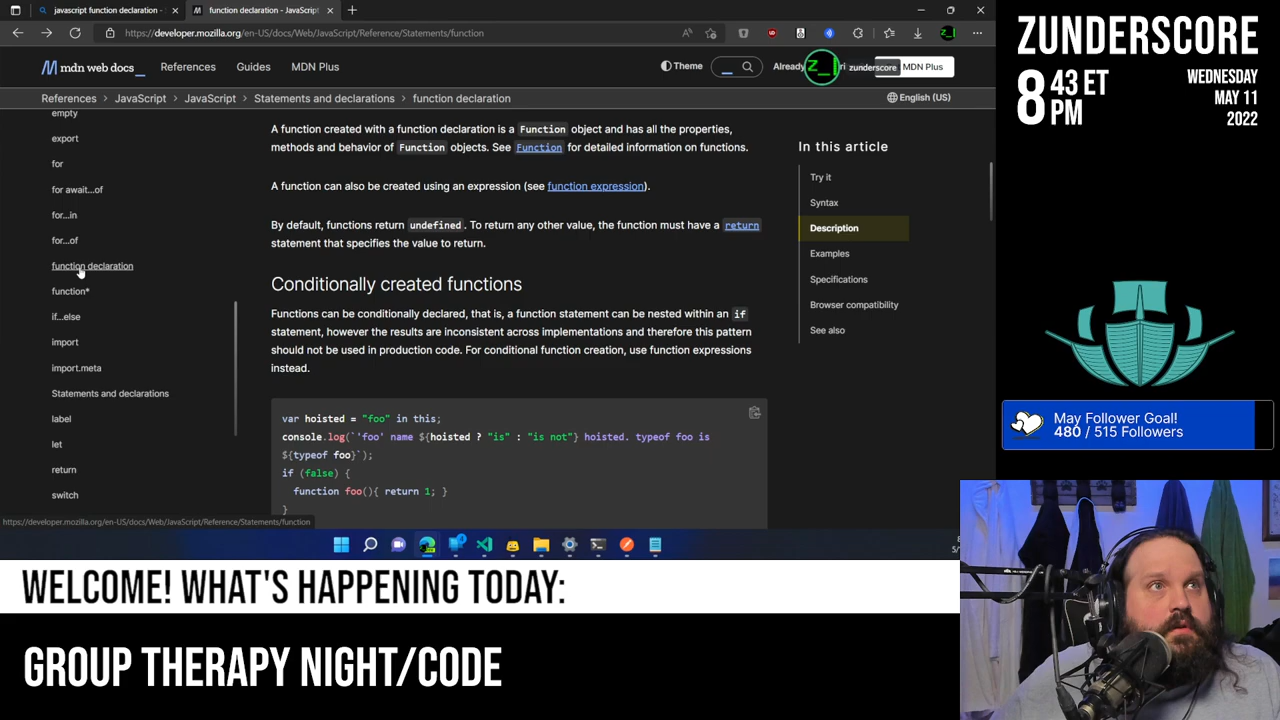 javascript function declaration -
function declaration - JavaScript
https://developer.mozilla.org/en-US/docs/Web/JavaScript/Reference/Statements/function
mdn web docs_
References
Guides
MDN Plus
Theme
Already
zunderscore
MDN Plus
References > JavaScript > JavaScript > Statements and declarations > function declaration
English (US)
empty
export
for
for await...of
for...in
for...of
function declaration
function*
if...else
import
import.meta
Statements and declarations
label
let
return
switch
A function created with a function declaration is a Function object and has all the properties,
methods and behavior of Function objects. See Function for detailed information on functions.
A function can also be created using an expression (see function expression).
By default, functions return undefined. To return any other value, the function must have a return
statement that specifies the value to return.
Conditionally created functions
Functions can be conditionally declared, that is, a function statement can be nested within an if
statement, however the results are inconsistent across implementations and therefore this pattern
should not be used in production code. For conditional function creation, use function expressions
instead.
var hoisted = "foo" in this;
console.log(`'foo' name ${hoisted ? "is" : "is not"} hoisted. typeof foo is
${typeof foo}`);
if (false) {
function foo(){ return 1; }
}
In this article
Try it
Syntax
Description
Examples
Specifications
Browser compatibility
See also
https://developer.mozilla.org/en-US/docs/Web/JavaScript/Reference/Statements/function
ZUNDERSCORE
8 43 ET
PM
WEDNESDAY
MAY 11
2022
May Follower Goal!
480 / 515 Followers
WELCOME! WHAT'S HAPPENING TODAY:
GROUP THERAPY NIGHT/CODE